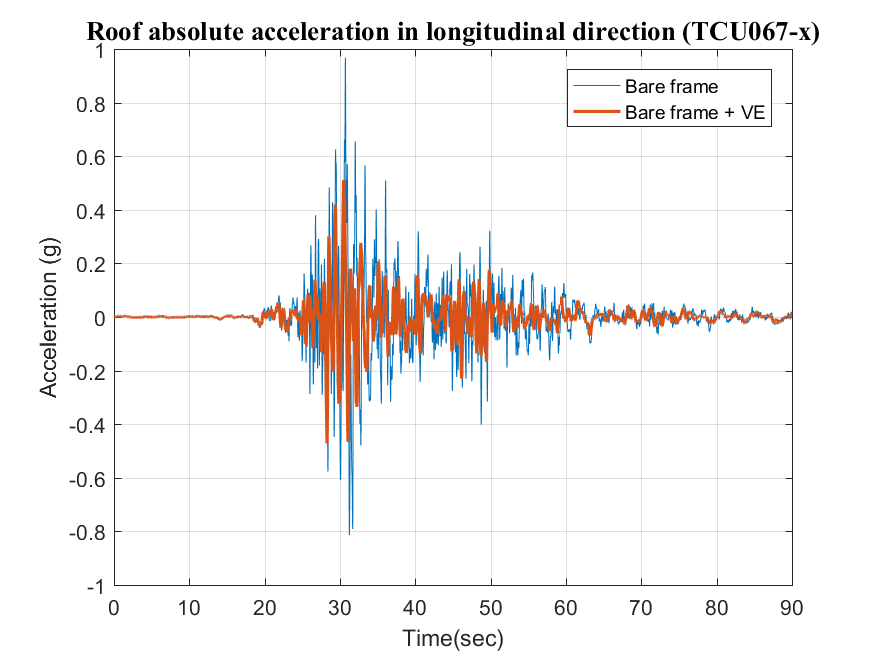 Roof absolute acceleration in longitudinal direction (TCU067-x)
Bare frame
Bare frame + VE
1
0.8
0.6
0.4
0.2
0
-0.2
-0.4
-0.6
-0.8
-1
Acceleration (g)
0 10 20 30 40 50 60 70 80 90
Time(sec)